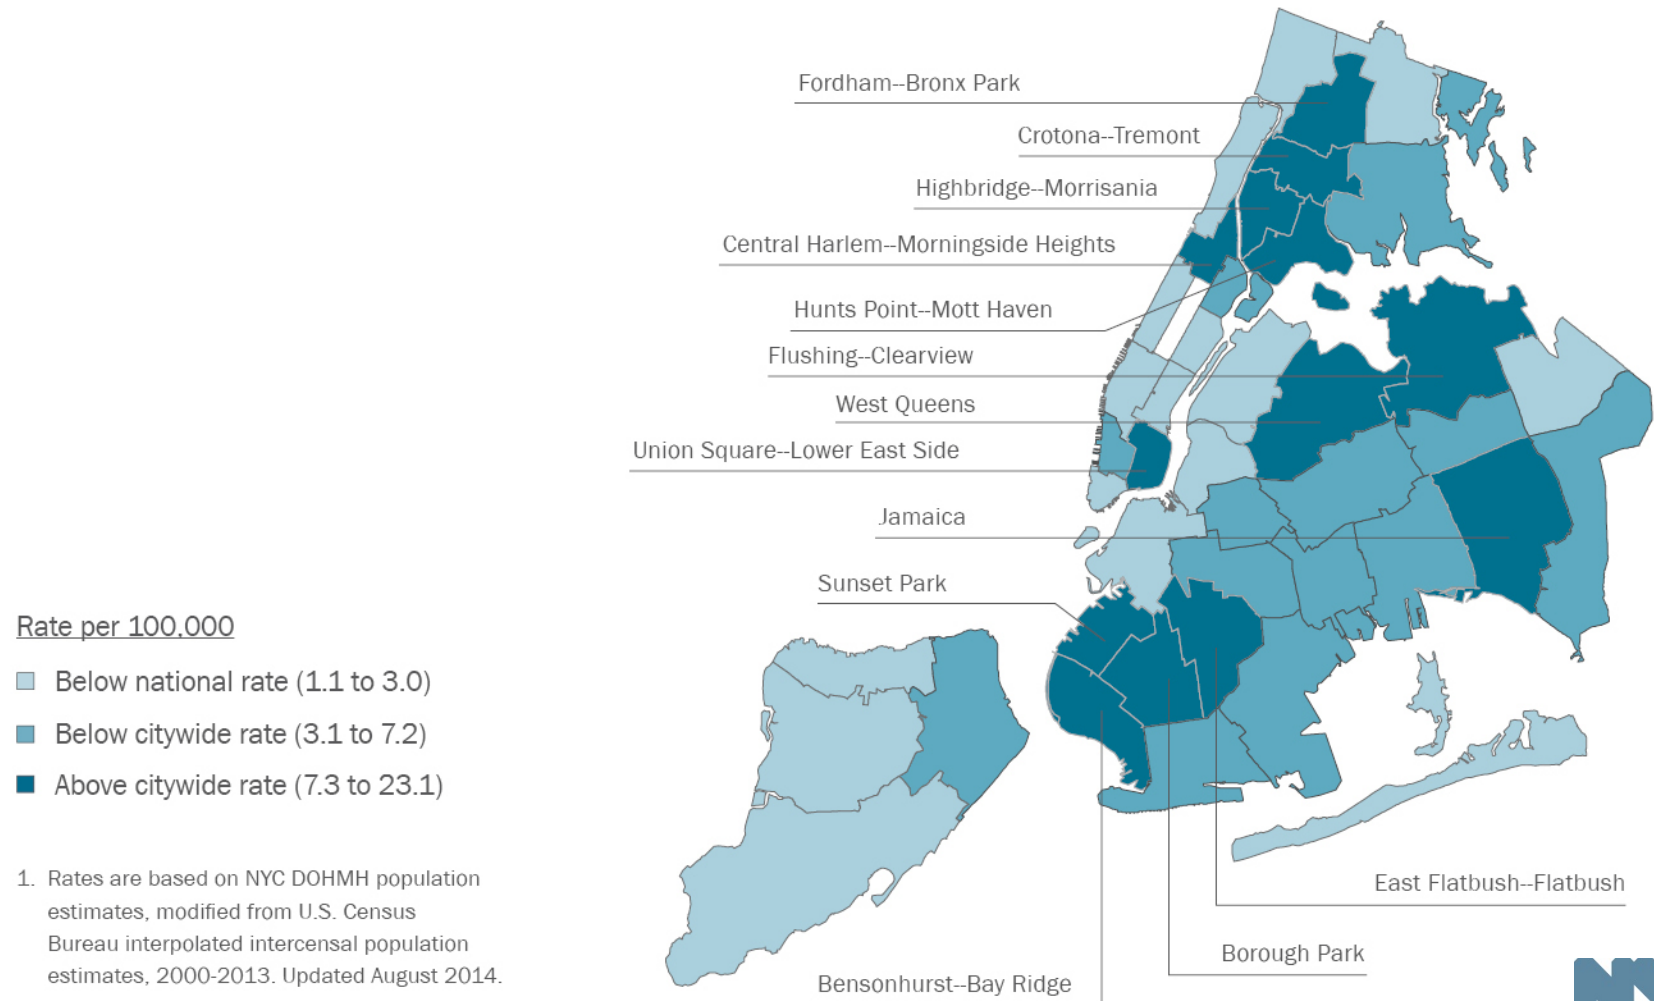 Fordham--Bronx Park
Crotona--Tremont
Highbridge--Morrisania
Central Harlem--Morningside Heights
Hunts Point--Mott Haven
Flushing--Clearview
West Queens
Union Square--Lower East Side
Jamaica
Sunset Park
Rate per 100,000
Below national rate (1.1 to 3.0)
Below citywide rate (3.1 to 7.2)
Above citywide rate (7.3 to 23.1)
1. Rates are based on NYC DOHMH population
estimates, modified from U.S. Census
Bureau interpolated intercensal population
estimates, 2000-2013. Updated August 2014.
East Flatbush--Flatbush
Borough Park
Bensonhurst--Bay Ridge